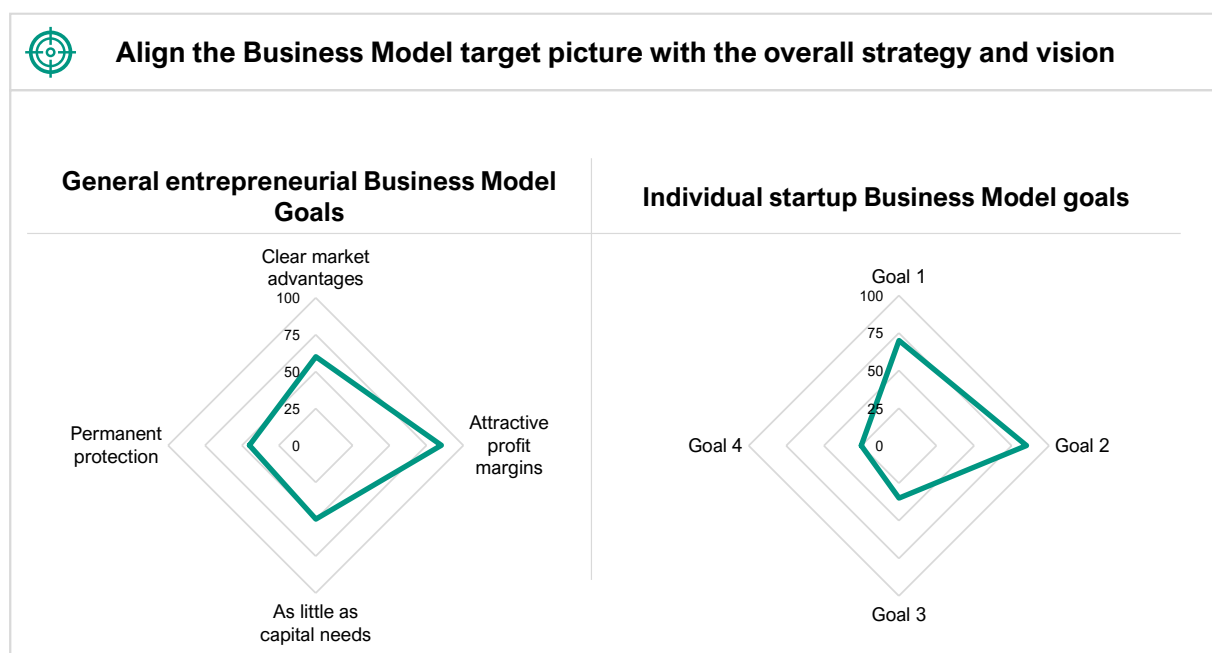 Align the Business Model target picture with the overall strategy and vision
General entrepreneurial Business Model
Goals
Clear market
advantages
100
75
50
25
0
Permanent
protection
Attractive
profit
margins
As little as
capital needs
Individual startup Business Model goals
Goal 1
100
75
50
25
0
Goal 4
Goal 2
Goal 3